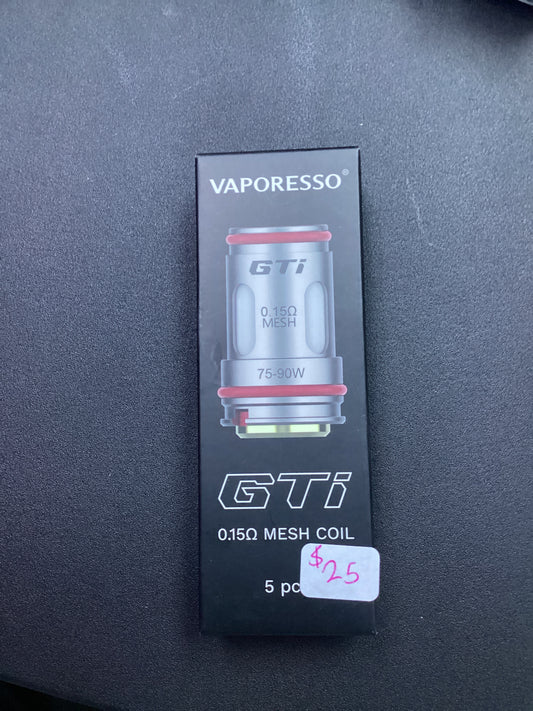 VAPORESSO®
GTi
0.15Ω
MESH
75-90W
GTi
0.15Ω MESH COIL
5 pc
$25